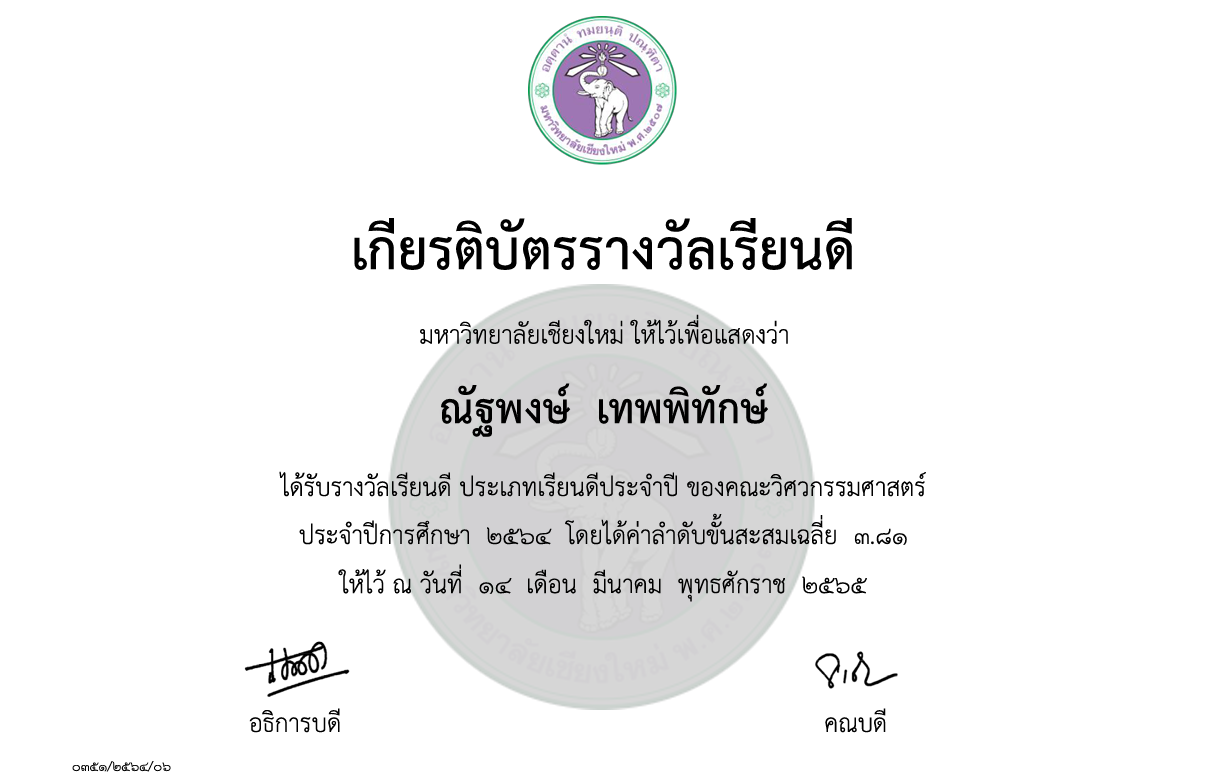 อตฺตานํ ทมยนฺติ ปณฺฑิตา
มหาวิทยาลัยเชียงใหม่ พ.ศ.๒๕๐๗
เกียรติบัตรรางวัลเรียนดี
มหาวิทยาลัยเชียงใหม่ ให้ไว้เพื่อแสดงว่า
ณัฐพงษ์ เทพพิทักษ์
ได้รับรางวัลเรียนดี ประเภทเรียนดีประจำปี ของคณะวิศวกรรมศาสตร์
ประจำปีการศึกษา ๒๕๖๔ โดยได้ค่าลำดับขั้นสะสมเฉลี่ย ๓.๘๑
ให้ไว้ ณ วันที่ ๑๔ เดือน มีนาคม พุทธศักราช ๒๕๖๕
อธิการบดี
คณบดี
๐๓๕๑/๒๕๖๔/๐๖